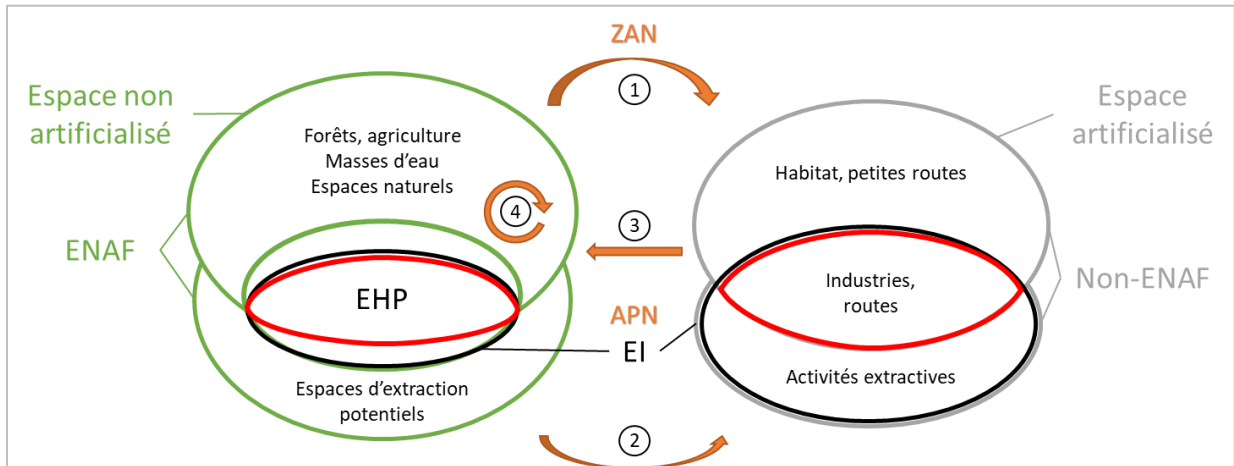 ZAN
1
Espace non
artificialisé
Espace
artificialisé
Forêts, agriculture
Masses d'eau
Espaces naturels
Habitat, petites routes
4
3
ENAF
Non-ENAF
EHP
Industries,
routes
APN
EI
Espaces d'extraction
potentiels
Activités extractives
2